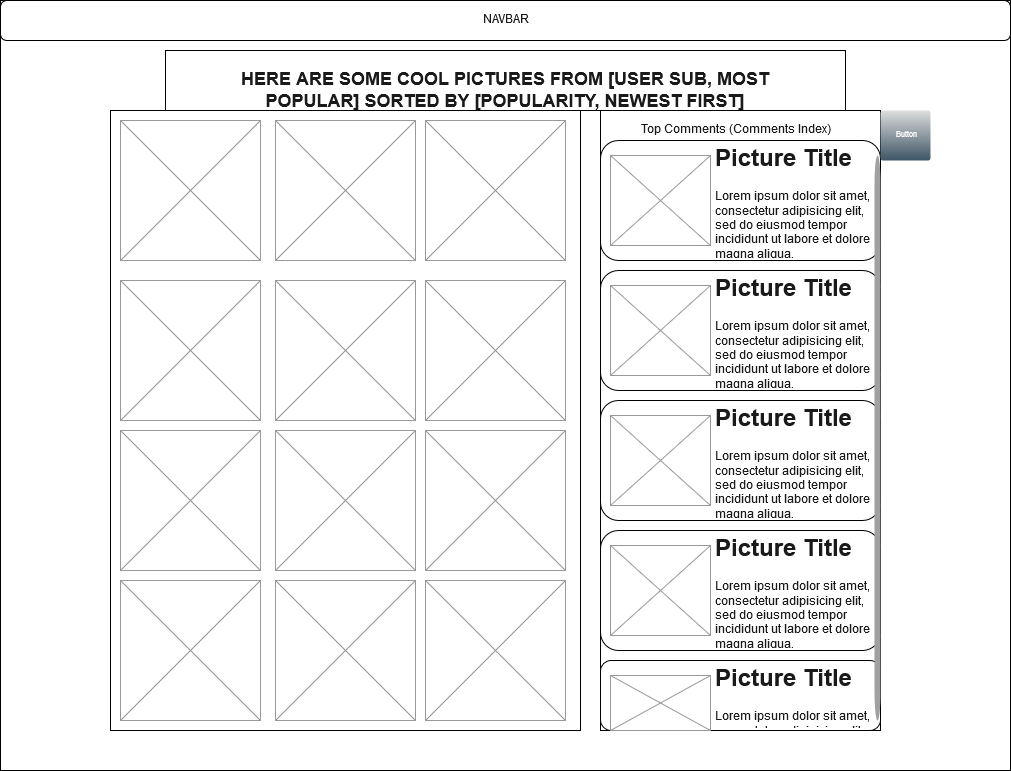 NAVBAR
HERE ARE SOME COOL PICTURES FROM [USER SUB, MOST
POPULAR] SORTED BY [POPULARITY, NEWEST FIRST]
Top Comments (Comments Index)
Button
Picture Title
Lorem ipsum dolor sit amet,
consectetur adipisicing elit,
sed do eiusmod tempor
incididunt ut labore et dolore
magna aliqua.
Picture Title
Lorem ipsum dolor sit amet,
consectetur adipisicing elit,
sed do eiusmod tempor
incididunt ut labore et dolore
magna aliqua.
Picture Title
Lorem ipsum dolor sit amet,
consectetur adipisicing elit,
sed do eiusmod tempor
incididunt ut labore et dolore
magna aliqua.
Picture Title
Lorem ipsum dolor sit amet,
consectetur adipisicing elit,
sed do eiusmod tempor
incididunt ut labore et dolore
magna aliqua.
Picture Title
Lorem ipsum dolor sit amet,